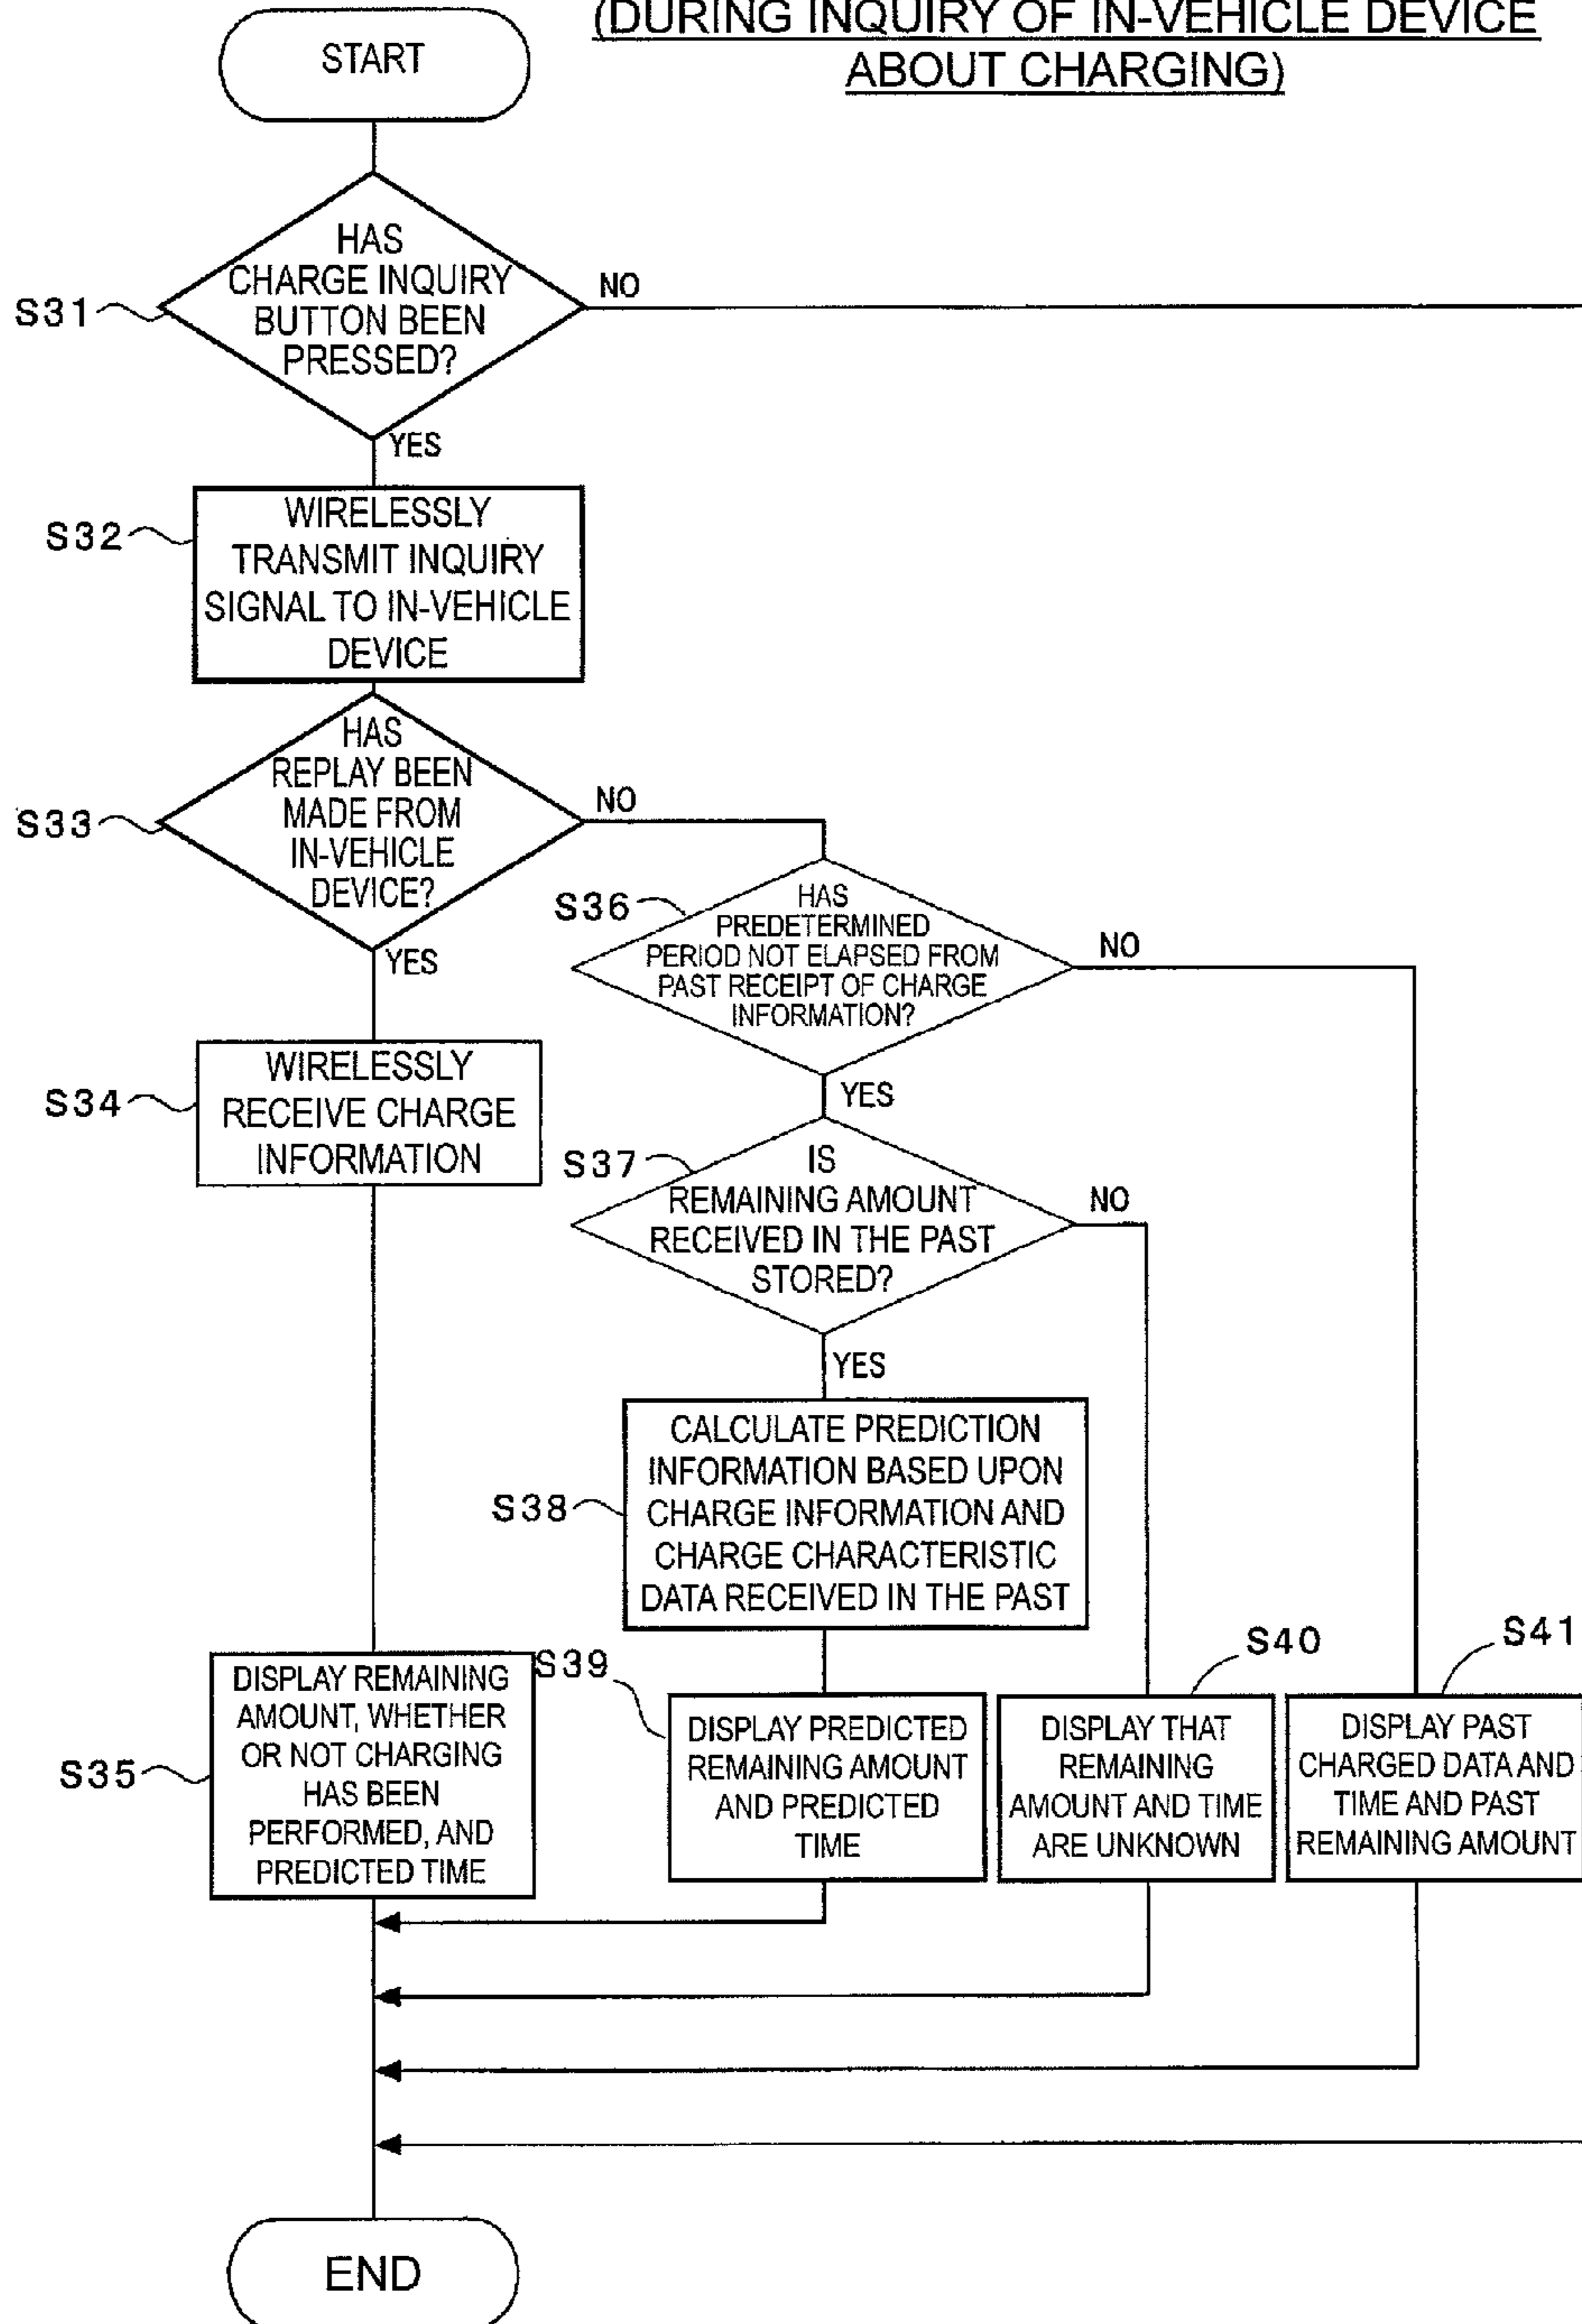 (DURING INQUIRY OF IN-VEHICLE DEVICE
ABOUT CHARGING)
START
S31
HAS
CHARGE INQUIRY
BUTTON BEEN
PRESSED?
NO
YES
S32
WIRELESSLY
TRANSMIT INQUIRY
SIGNAL TO IN-VEHICLE
DEVICE
S33
HAS
REPLAY BEEN
MADE FROM
IN-VEHICLE
DEVICE?
NO
YES
S34
WIRELESSLY
RECEIVE CHARGE
INFORMATION
S35
DISPLAY REMAINING
AMOUNT, WHETHER
OR NOT CHARGING
HAS BEEN
PERFORMED, AND
PREDICTED TIME
S36
HAS
PREDETERMINED
PERIOD NOT ELAPSED FROM
PAST RECEIPT OF CHARGE
INFORMATION?
NO
YES
S37
IS
REMAINING AMOUNT
RECEIVED IN THE PAST
STORED?
NO
YES
S38
CALCULATE PREDICTION
INFORMATION BASED UPON
CHARGE INFORMATION AND
CHARGE CHARACTERISTIC
DATA RECEIVED IN THE PAST
S39
DISPLAY PREDICTED
REMAINING AMOUNT
AND PREDICTED
TIME
S40
DISPLAY THAT
REMAINING
AMOUNT AND TIME
ARE UNKNOWN
S41
DISPLAY PAST
CHARGED DATA AND
TIME AND PAST
REMAINING AMOUNT
END